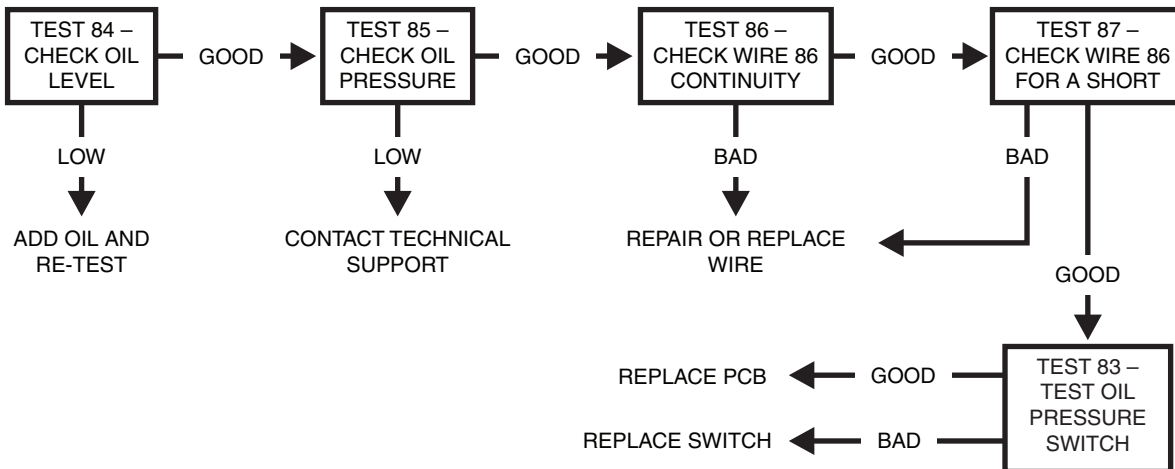 TEST 84 –
CHECK OIL
LEVEL
GOOD
TEST 85 –
CHECK OIL
PRESSURE
GOOD
TEST 86 –
CHECK WIRE 86
CONTINUITY
GOOD
TEST 87 –
CHECK WIRE 86
FOR A SHORT
LOW
LOW
BAD
BAD
ADD OIL AND
RE-TEST
CONTACT TECHNICAL
SUPPORT
REPAIR OR REPLACE
WIRE
GOOD
TEST 83 –
TEST OIL
PRESSURE
SWITCH
GOOD
REPLACE PCB
BAD
REPLACE SWITCH